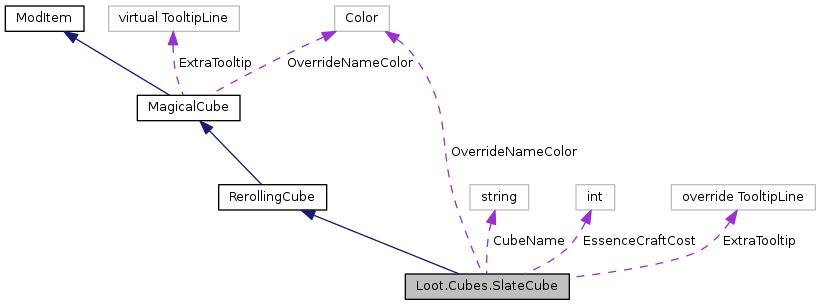 ModItem
virtual TooltipLine
Color
ExtraTooltip
OverrideNameColor
MagicalCube
OverrideNameColor
RerollingCube
string
int
override TooltipLine
CubeName
EssenceCraftCost
ExtraTooltip
Loot.Cubes.SlateCube